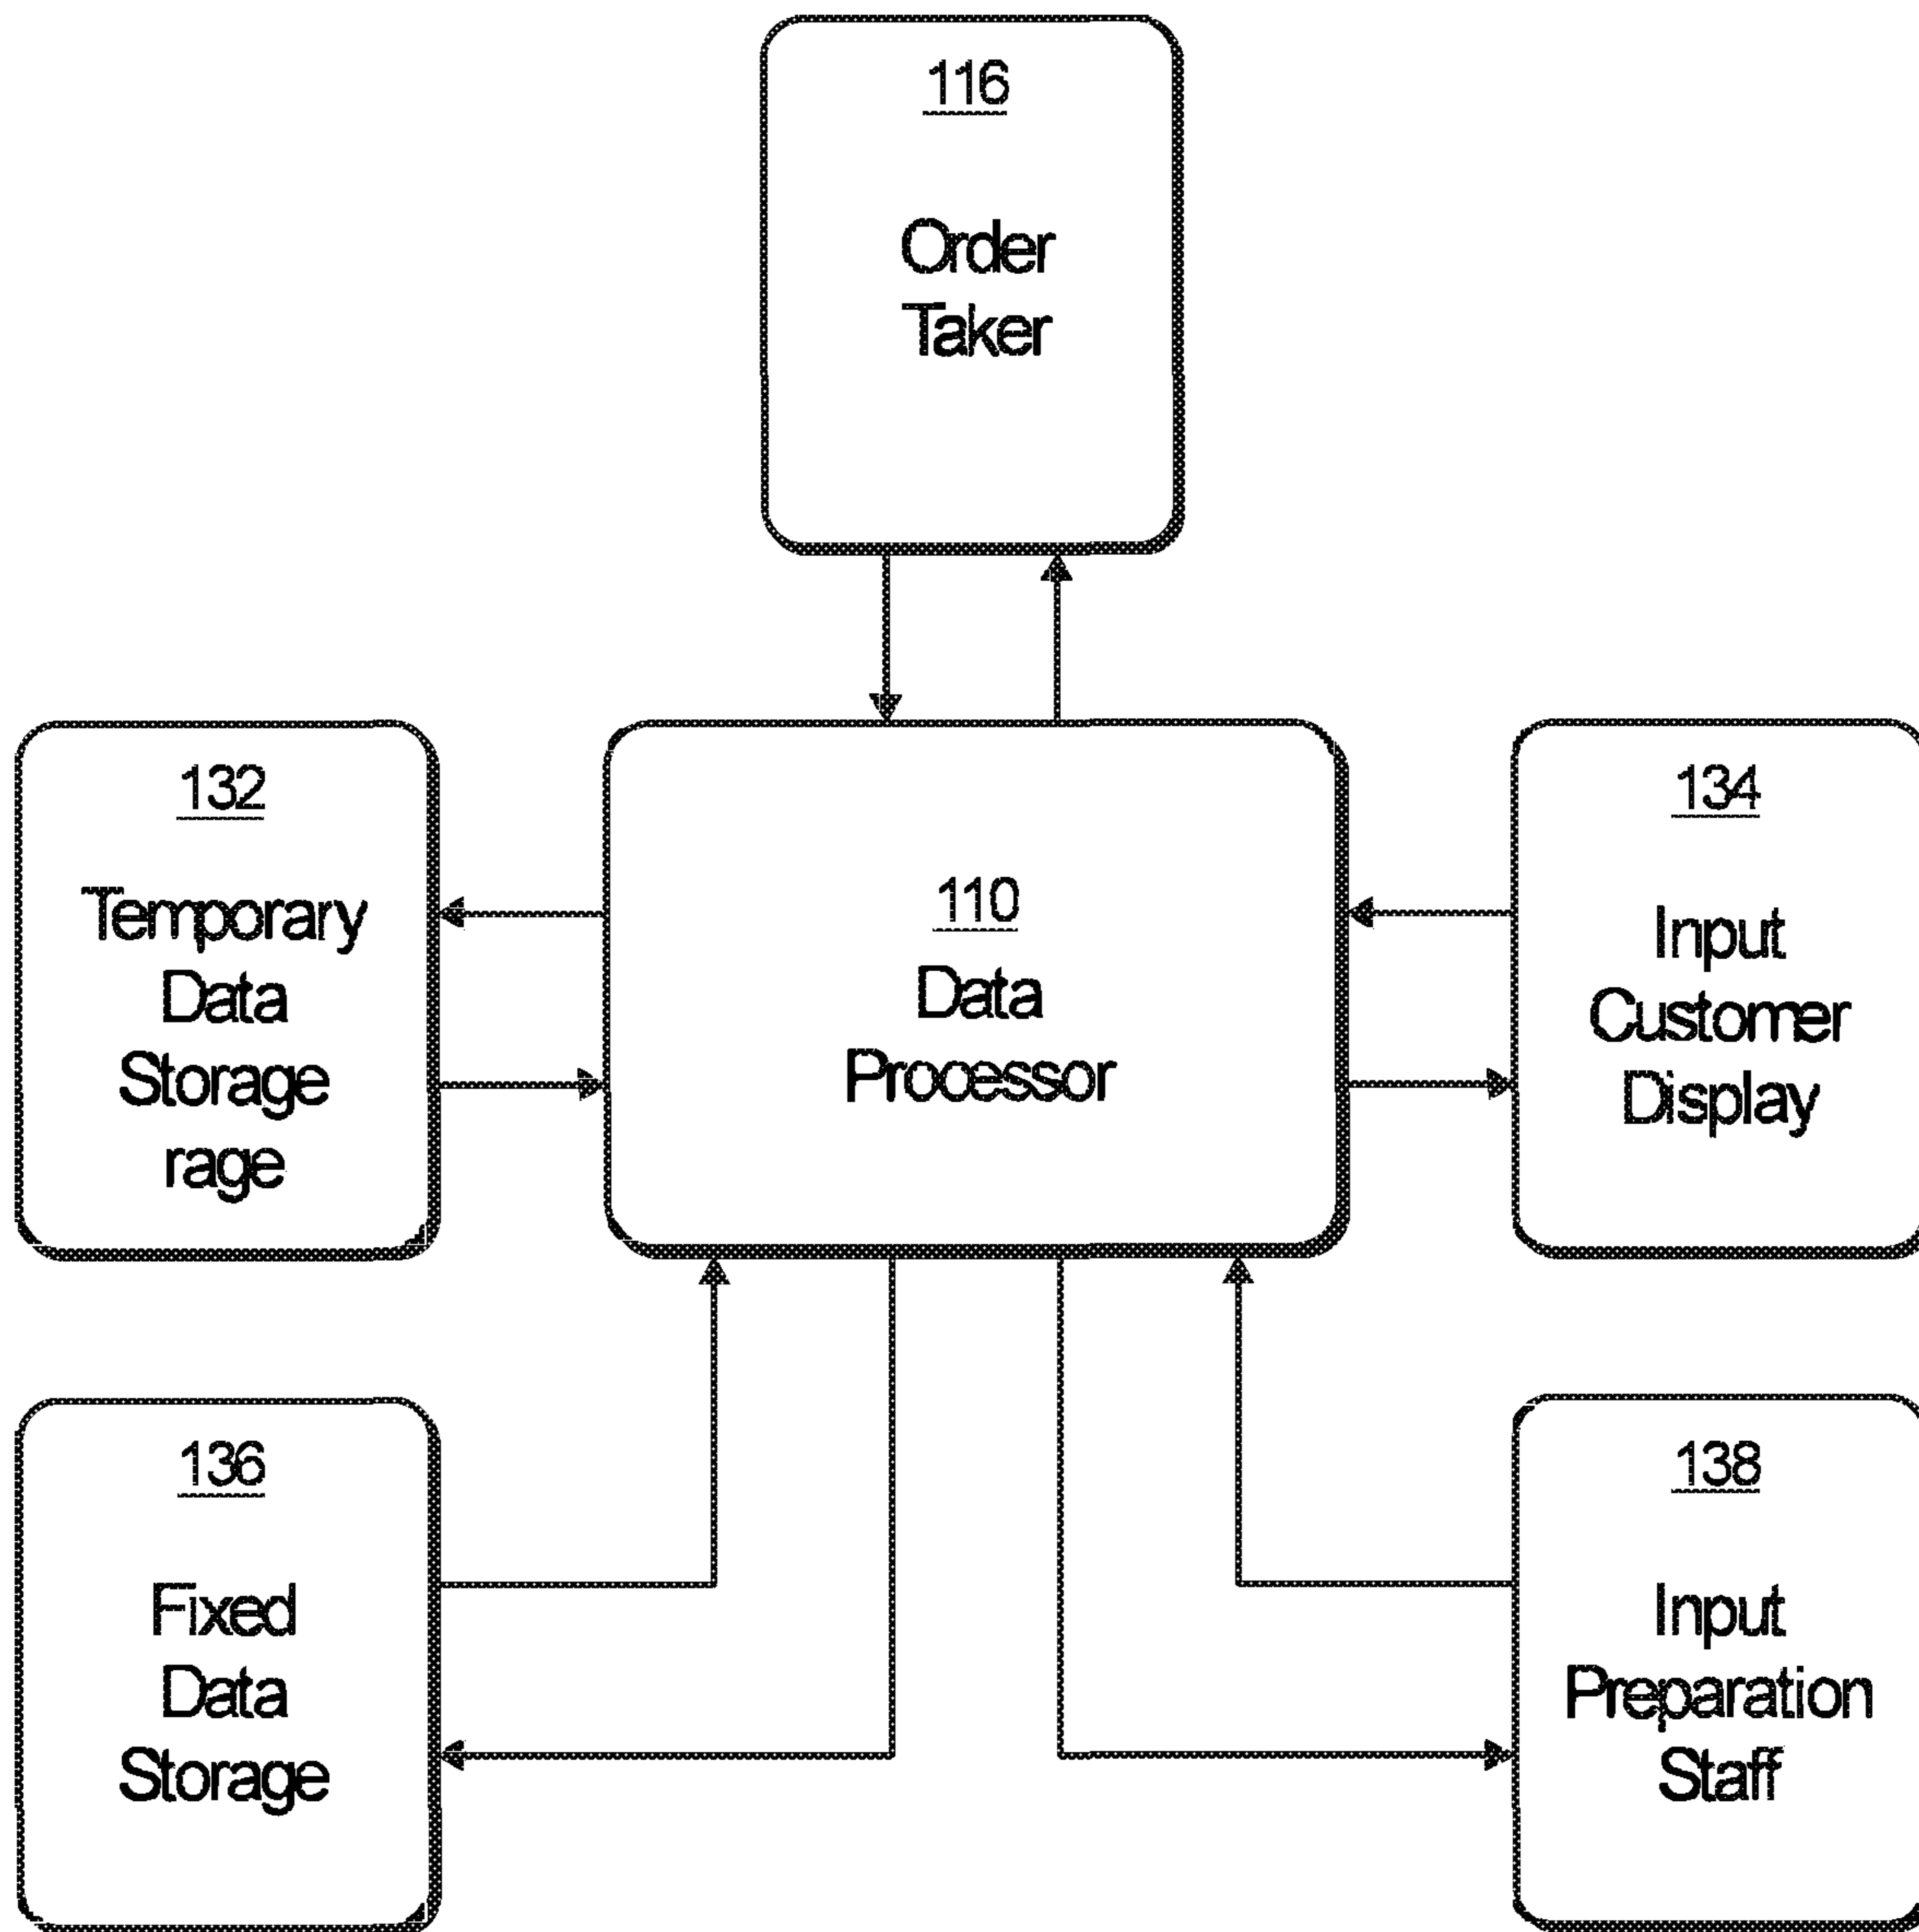 116
Order
Taker
132
Temporary
Data
Storage
rage
110
Data
Processor
134
Input
Customer
Display
136
Fixed
Data
Storage
138
Input
Preparation
Staff